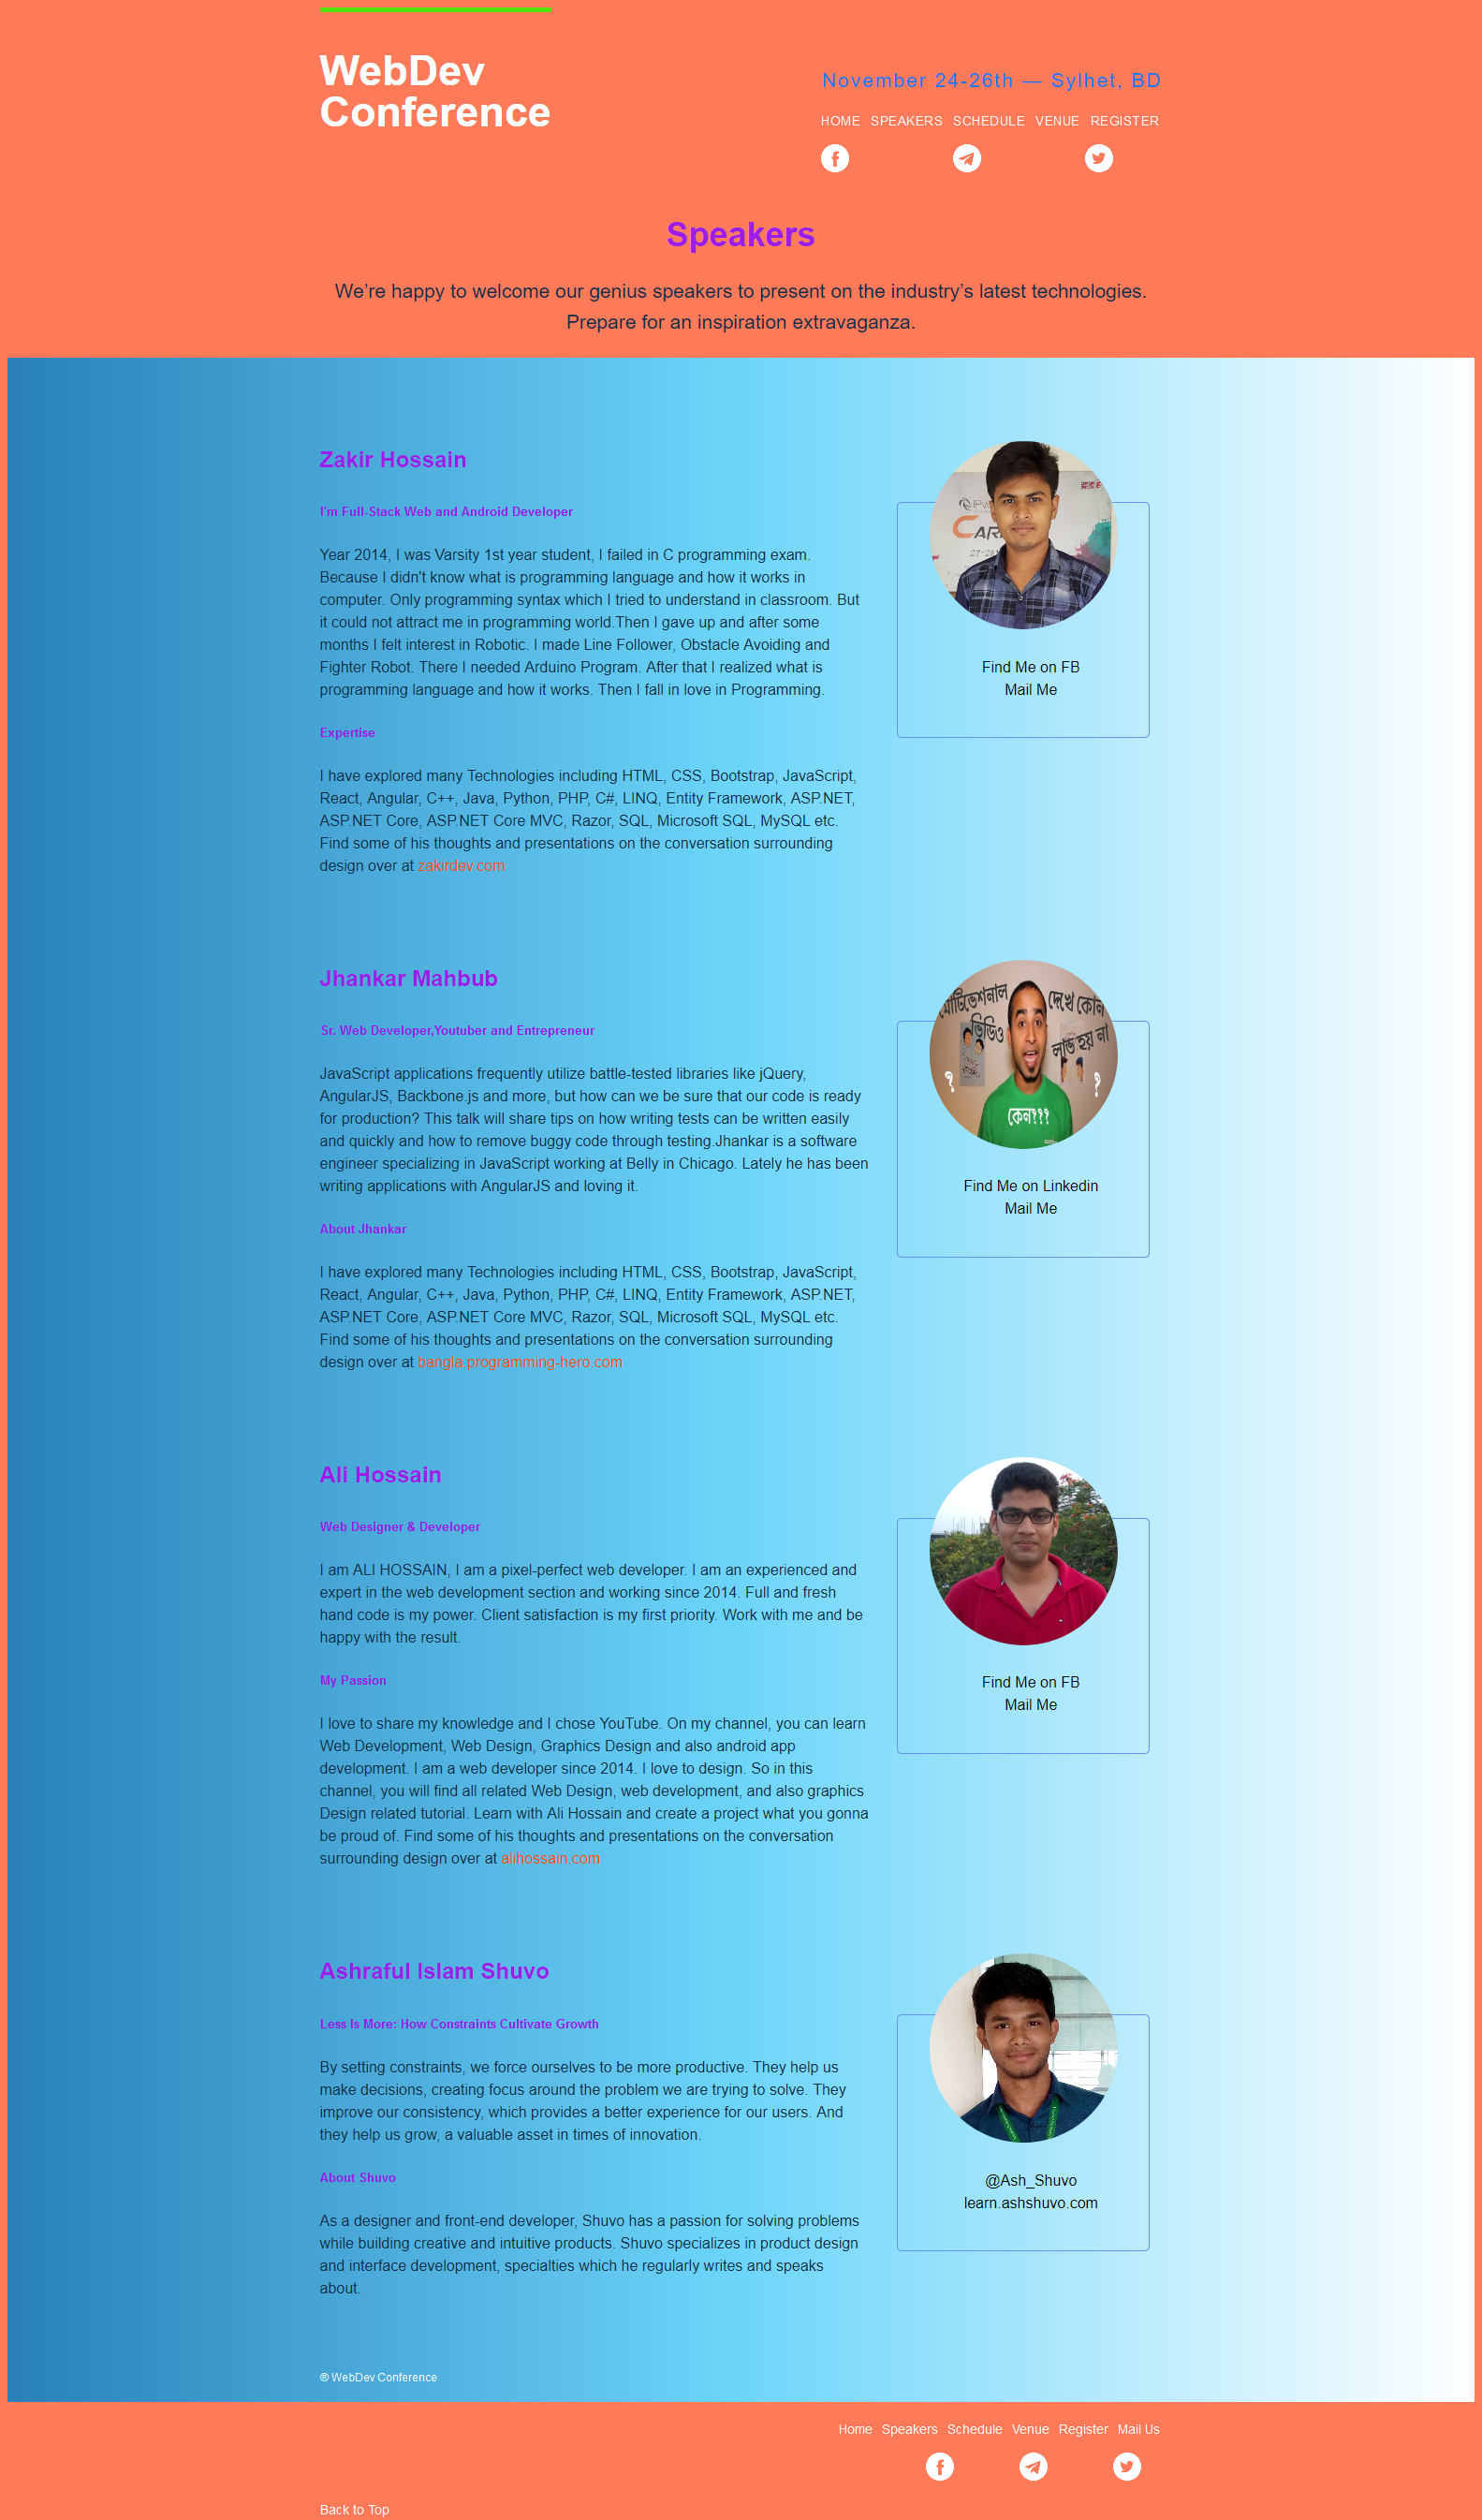 WebDev
Conference
November 24-26th — Sylhet, BD
HOME SPEAKERS SCHEDULE VENUE REGISTER
Speakers
We’re happy to welcome our genius speakers to present on the industry’s latest technologies.
Prepare for an inspiration extravaganza.
Zakir Hossain
I'm Full-Stack Web and Android Developer
Year 2014, I was Varsity 1st year student, I failed in C programming exam.
Because I didn't know what is programming language and how it works in
computer. Only programming syntax which I tried to understand in classroom. But
it could not attract me in programming world.Then I gave up and after some
months I felt interest in Robotic. I made Line Follower, Obstacle Avoiding and
Fighter Robot. There I needed Arduino Program. After that I realized what is
programming language and how it works. Then I fall in love in Programming.
Expertise
I have explored many Technologies including HTML, CSS, Bootstrap, JavaScript,
React, Angular, C++, Java, Python, PHP, C#, LINQ, Entity Framework, ASP.NET,
ASP.NET Core, ASP.NET Core MVC, Razor, SQL, Microsoft SQL, MySQL etc.
Find some of his thoughts and presentations on the conversation surrounding
design over at zakirdev.com
27-28
Find Me on FB
Mail Me
Jhankar Mahbub
Sr. Web Developer,Youtuber and Entrepreneur
JavaScript applications frequently utilize battle-tested libraries like jQuery,
AngularJS, Backbone.js and more, but how can we be sure that our code is ready
for production? This talk will share tips on how writing tests can be written easily
and quickly and how to remove buggy code through testing.Jhankar is a software
engineer specializing in JavaScript working at Belly in Chicago. Lately he has been
writing applications with AngularJS and loving it.
About Jhankar
I have explored many Technologies including HTML, CSS, Bootstrap, JavaScript,
React, Angular, C++, Java, Python, PHP, C#, LINQ, Entity Framework, ASP.NET,
ASP.NET Core, ASP.NET Core MVC, Razor, SQL, Microsoft SQL, MySQL etc.
Find some of his thoughts and presentations on the conversation surrounding
design over at bangla.programming-hero.com
মোটিভেশনাল দেখে কোন
ভিডিও লাভ হয় না
? ?
কেন???
Find Me on Linkedin
Mail Me
Ali Hossain
Web Designer & Developer
I am ALI HOSSAIN, I am a pixel-perfect web developer. I am an experienced and
expert in the web development section and working since 2014. Full and fresh
hand code is my power. Client satisfaction is my first priority. Work with me and be
happy with the result.
My Passion
I love to share my knowledge and I chose YouTube. On my channel, you can learn
Web Development, Web Design, Graphics Design and also android app
development. I am a web developer since 2014. I love to design. So in this
channel, you will find all related Web Design, web development, and also graphics
Design related tutorial. Learn with Ali Hossain and create a project what you gonna
be proud of. Find some of his thoughts and presentations on the conversation
surrounding design over at alihossain.com
Find Me on FB
Mail Me
Ashraful Islam Shuvo
Less Is More: How Constraints Cultivate Growth
By setting constraints, we force ourselves to be more productive. They help us
make decisions, creating focus around the problem we are trying to solve. They
improve our consistency, which provides a better experience for our users. And
they help us grow, a valuable asset in times of innovation.
About Shuvo
As a designer and front-end developer, Shuvo has a passion for solving problems
while building creative and intuitive products. Shuvo specializes in product design
and interface development, specialties which he regularly writes and speaks
about.
@Ash_Shuvo
learn.ashshuvo.com
® WebDev Conference
Home Speakers Schedule Venue Register Mail Us
Back to Top